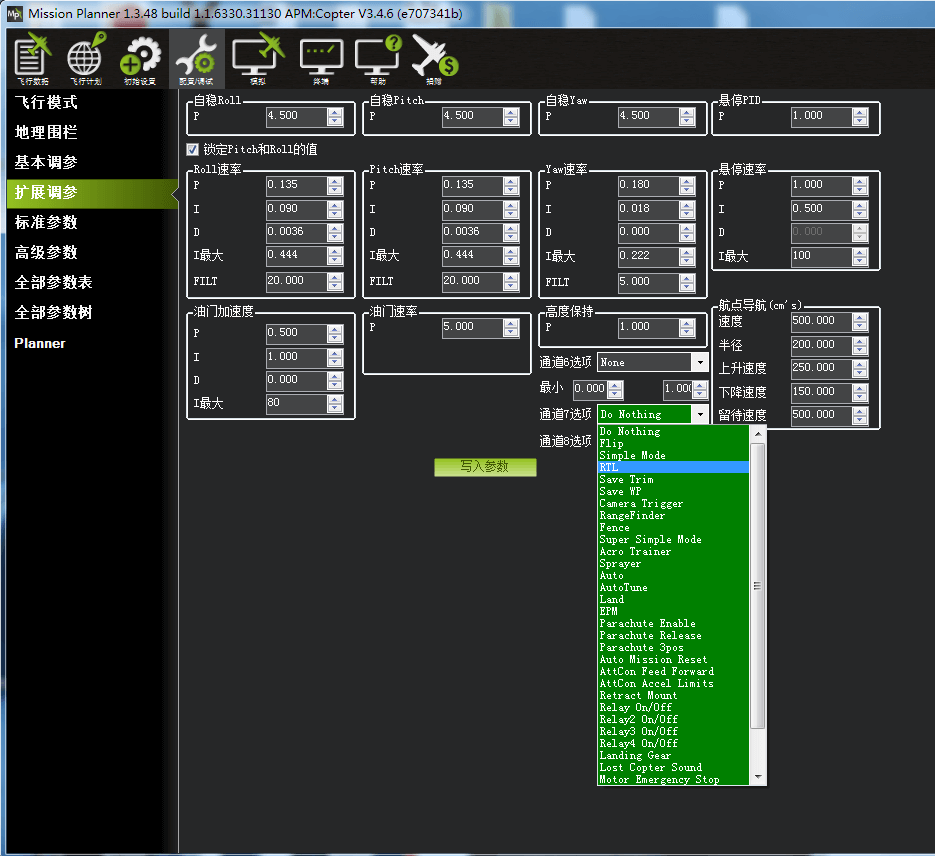 Mission Planner 1.3.48 build 1.1.6330.31130 APM:Copter V3.4.6 (e707341b)
飞行数据 飞行计划 初始设置 配置/调试 模拟 终端 帮助 捐赠
飞行模式
地理围栏
基本调参
扩展调参
标准参数
高级参数
全部参数表
全部参数树
Planner
自稳Roll
P 4.500
自稳Pitch
P 4.500
自稳Yaw
P 4.500
悬停PID
P 1.000
锁定Pitch和Roll的值
Roll速率
P 0.135
I 0.090
D 0.0036
I最大 0.444
FILT 20.000
Pitch速率
P 0.135
I 0.090
D 0.0036
I最大 0.444
FILT 20.000
Yaw速率
P 0.180
I 0.018
D 0.000
I最大 0.222
FILT 5.000
悬停速率
P 1.000
I 0.500
D 0.000
I最大 100
油门加速度
P 0.500
I 1.000
D 0.000
I最大 80
油门速率
P 5.000
高度保持
P 1.000
航点导航(cm's)
速度 500.000
半径 200.000
上升速度 250.000
下降速度 150.000
留待速度 500.000
通道6选项 None
最小 0.000 1.00
通道7选项 Do Nothing
通道8选项
写入参数
Do Nothing
Flip
Simple Mode
RTL
Save Trim
Save WP
Camera Trigger
RangeFinder
Fence
Super Simple Mode
Acro Trainer
Sprayer
Auto
AutoTune
Land
EPM
Parachute Enable
Parachute Release
Parachute 3pos
Auto Mission Reset
AttCon Feed Forward
AttCon Accel Limits
Retract Mount
Relay On/Off
Relay2 On/Off
Relay3 On/Off
Relay4 On/Off
Landing Gear
Lost Copter Sound
Motor Emergency Stop